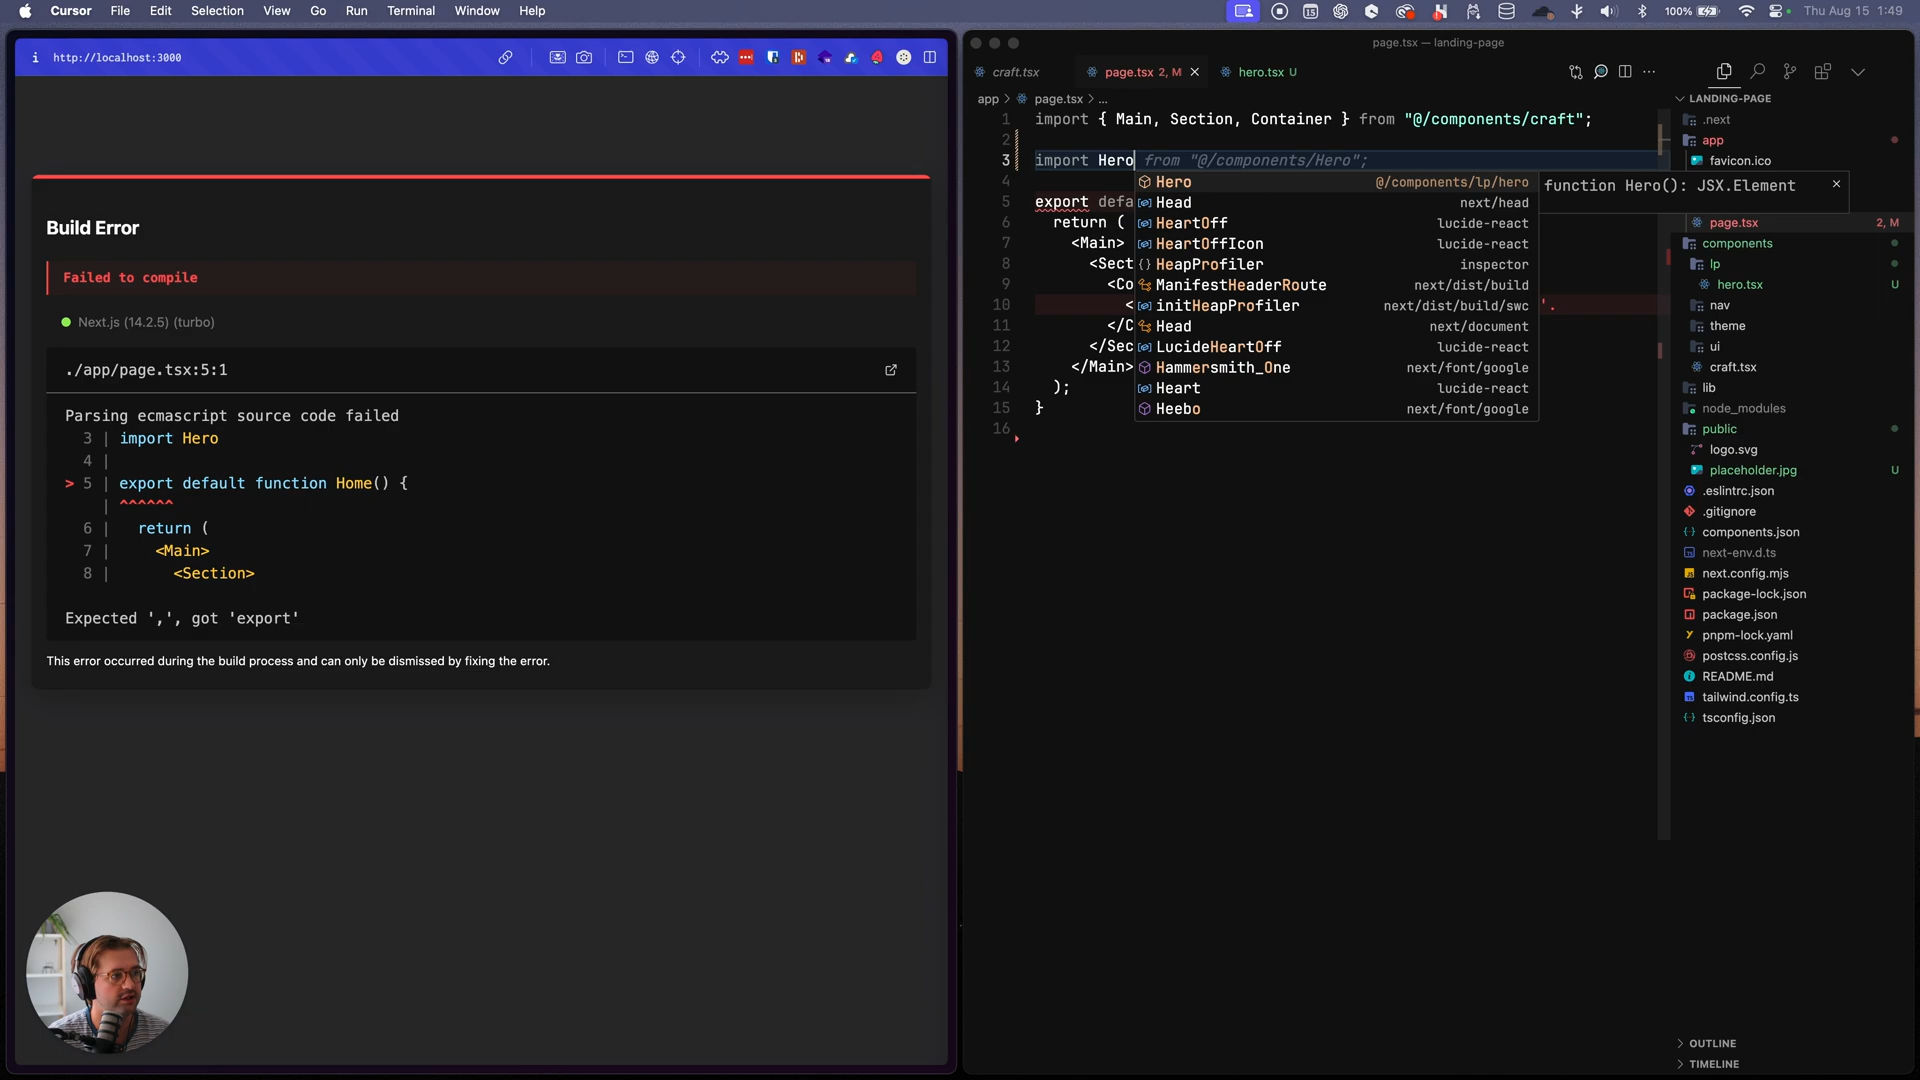 Cursor File Edit Selection View Go Run Terminal Window Help
100% Thu Aug 15 1:49
http://localhost:3000
Build Error
Failed to compile
Next.js (14.2.5) (turbo)
./app/page.tsx:5:1
Parsing ecmascript source code failed
3 | import Hero
4 |
> 5 | export default function Home() {
| ^^^^^^
6 | return (
7 | <Main>
8 | <Section>
Expected ',', got 'export'
This error occurred during the build process and can only be dismissed by fixing the error.
page.tsx — landing-page
craft.tsx page.tsx 2, M hero.tsx U
app > page.tsx > ...
1 import { Main, Section, Container } from "@/components/craft";
2
3 import Hero from "@/components/Hero";
4
5 export defa
6 return (
7 <Main>
8 <Sect
9 <Co
10 < '.
11 </C
12 </Sec
13 </Main>
14 );
15 }
16
Hero @/components/lp/hero
Head next/head
HeartOff lucide-react
HeartOffIcon lucide-react
HeapProfiler inspector
ManifestHeaderRoute next/dist/build
initHeapProfiler next/dist/build/swc
Head next/document
LucideHeartOff lucide-react
Hammersmith_One next/font/google
Heart lucide-react
Heebo next/font/google
function Hero(): JSX.Element
LANDING-PAGE
.next
app
favicon.ico
page.tsx 2, M
components
lp
hero.tsx U
nav
theme
ui
craft.tsx
lib
node_modules
public
logo.svg
placeholder.jpg U
.eslintrc.json
.gitignore
components.json
next-env.d.ts
next.config.mjs
package-lock.json
package.json
pnpm-lock.yaml
postcss.config.js
README.md
tailwind.config.ts
tsconfig.json
OUTLINE
TIMELINE